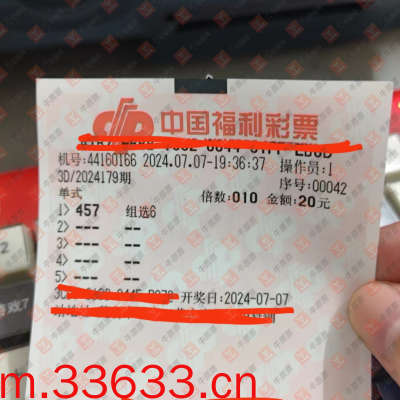 中国福利彩票
机号:44160166 2024.07.07-19:36:37 操作员:1
3D/2024179期 序号:00042
单式 倍数:010 金额:20元
1> 457 组选6
2> --- --
3> --- --
4> --- --
5> --- --
开奖日:2024-07-07
m.33633.cn